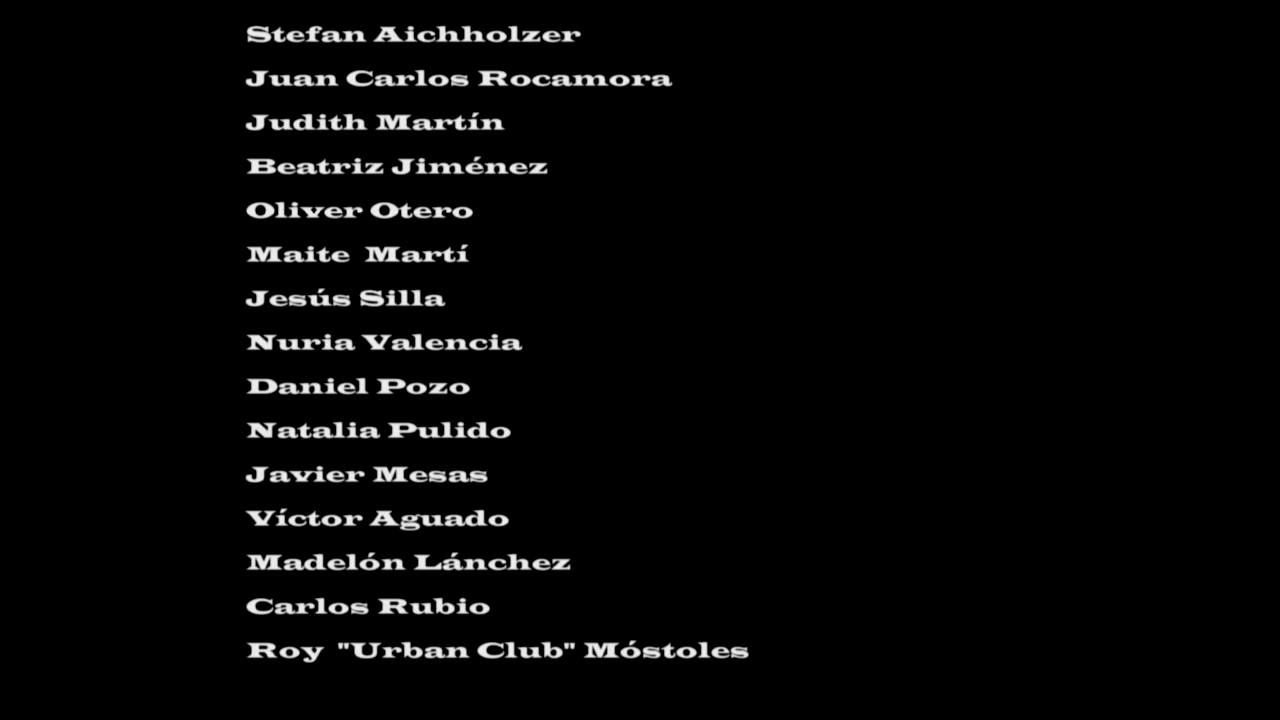 Stefan Aichholzer
Juan Carlos Rocamora
Judith Martín
Beatriz Jiménez
Oliver Otero
Maite  Martí
Jesús Silla
Nuria Valencia
Daniel Pozo
Natalia Pulido
Javier Mesas
Víctor Aguado
Madelón Lánchez
Carlos Rubio
Roy  "Urban Club" Móstoles